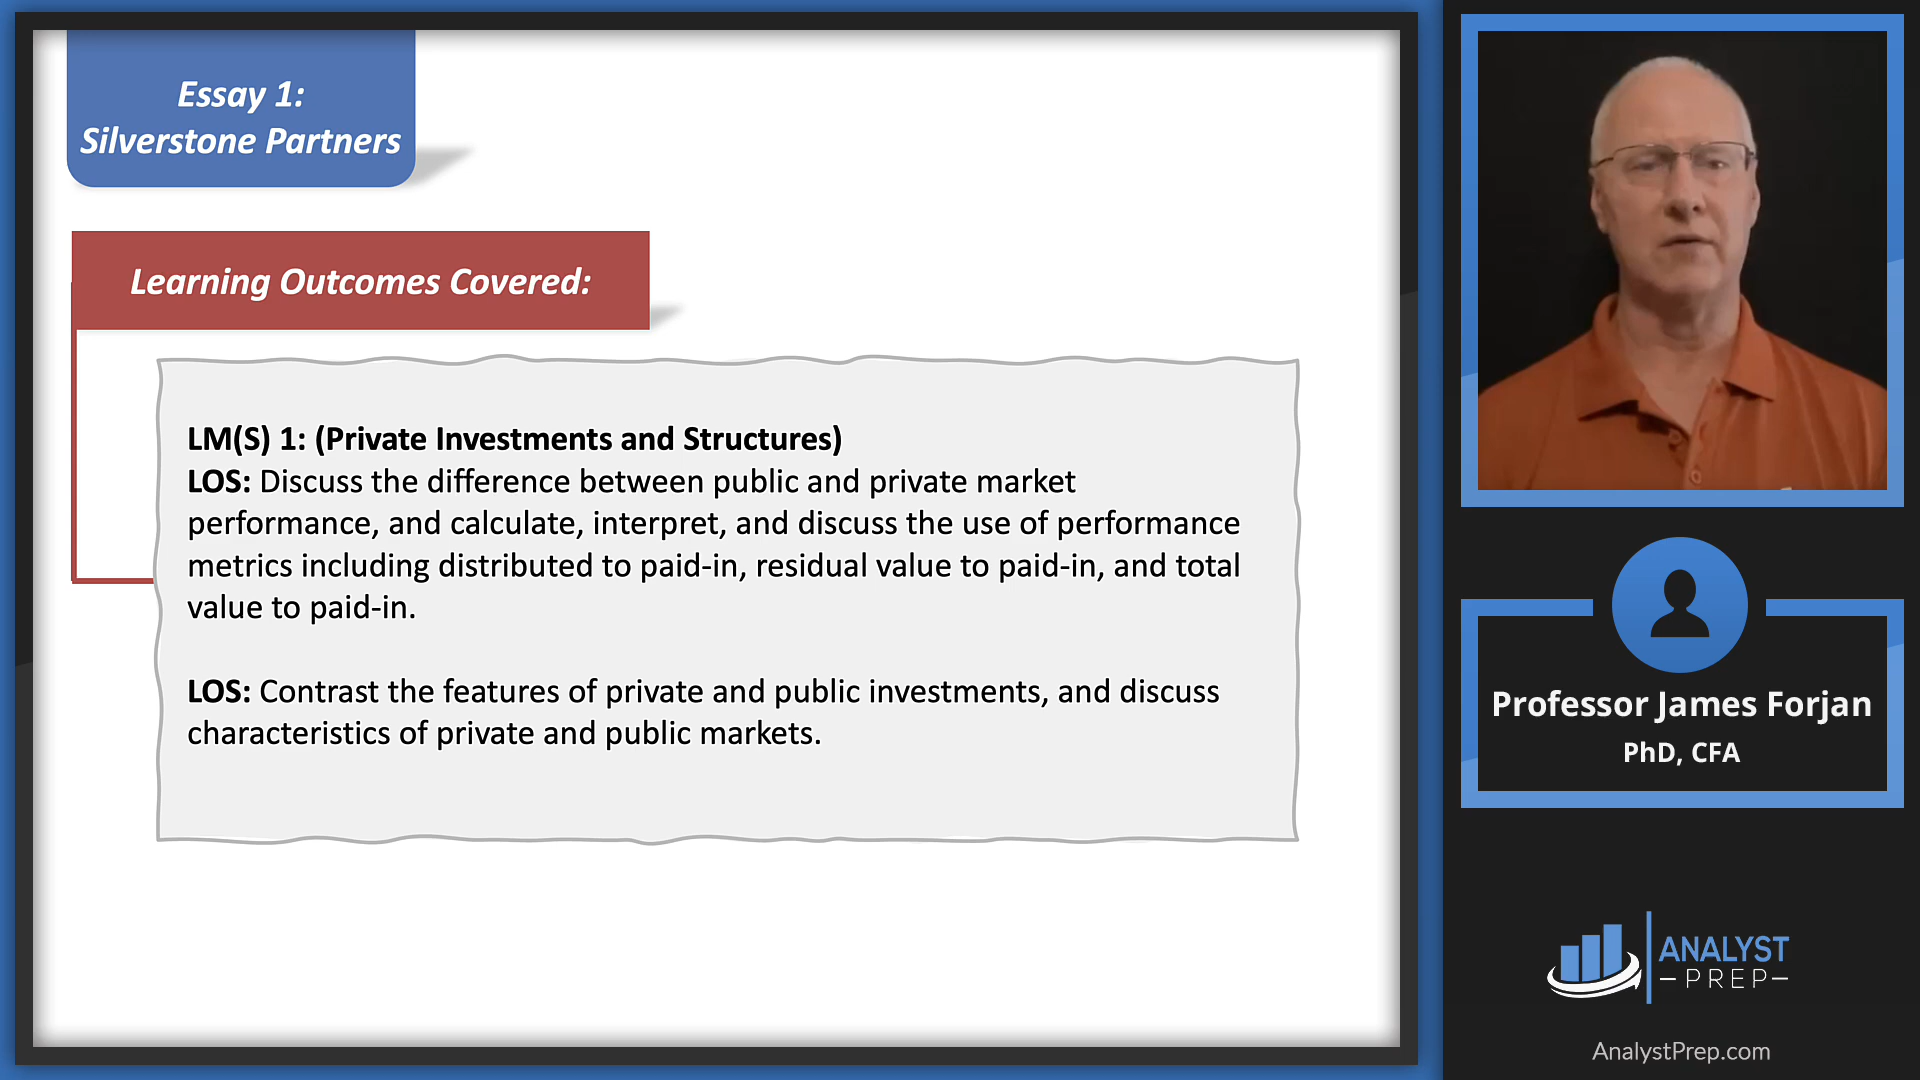 Essay 1:
Silverstone Partners
Learning Outcomes Covered:
LM(S) 1: (Private Investments and Structures)
LOS: Discuss the difference between public and private market
performance, and calculate, interpret, and discuss the use of performance
metrics including distributed to paid-in, residual value to paid-in, and total
value to paid-in.
LOS: Contrast the features of private and public investments, and discuss
characteristics of private and public markets.
Professor James Forjan
PhD, CFA
ANALYST
PREP
AnalystPrep.com